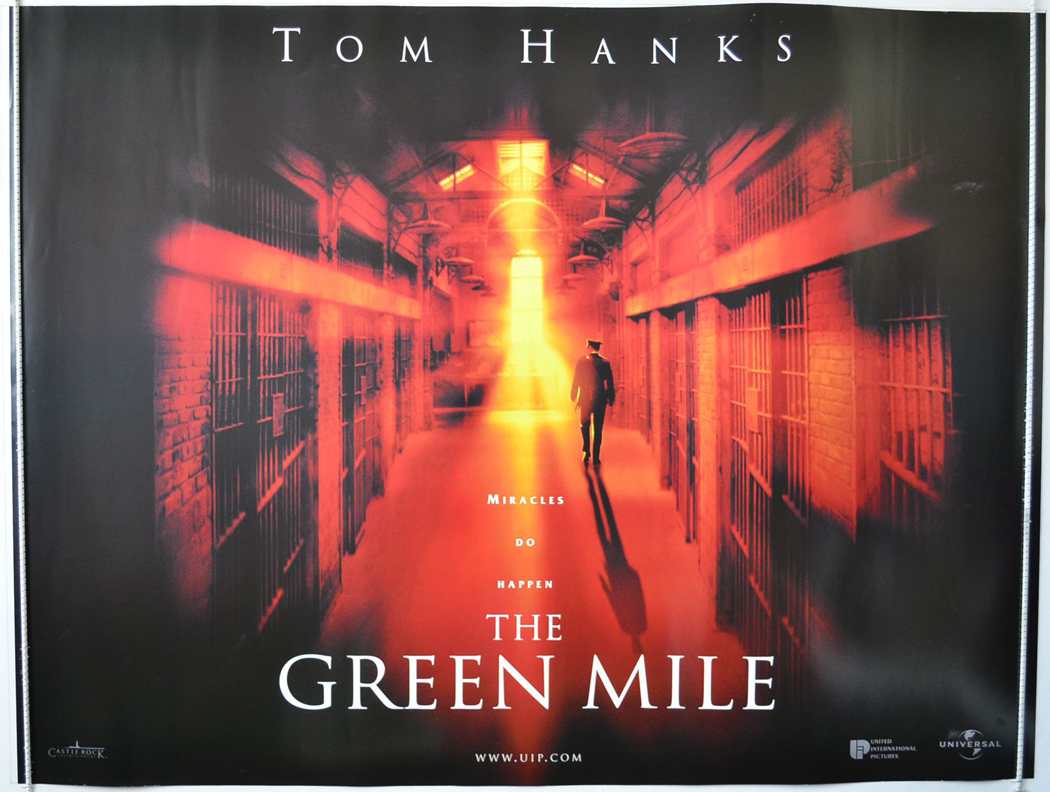 TOM HANKS
MIRACLES
DO
HAPPEN
THE
GREEN MILE
CASTLE ROCK
WWW.UIP.COM
UNITED
INTERNATIONAL
PICTURES
UNIVERSAL